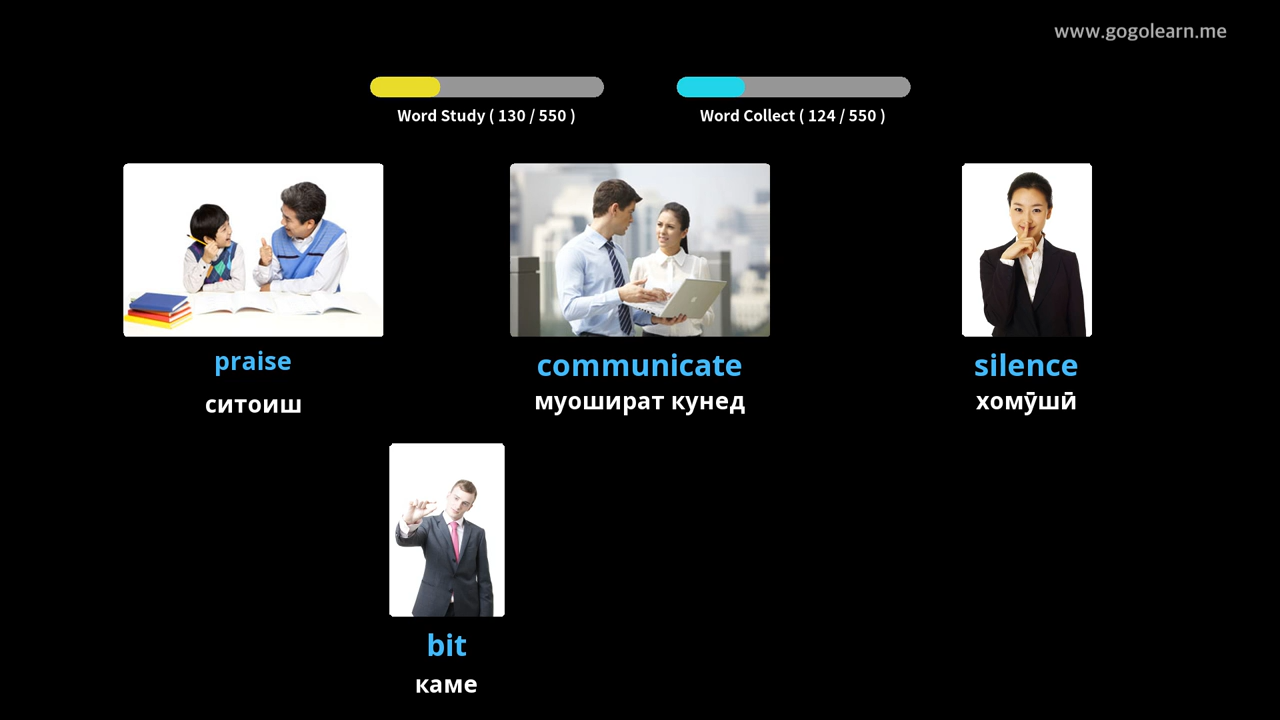 www.gogolearn.me
Word Study ( 130 / 550 )
Word Collect ( 124 / 550 )
praise
ситоиш
communicate
муошират кунед
silence
хомӯшӣ
bit
каме